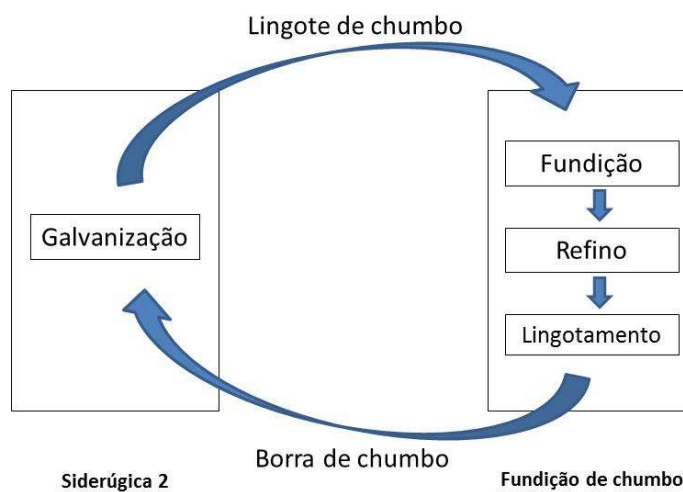 Lingote de chumbo
Galvanização
Fundição
Refino
Lingotamento
Borra de chumbo
Siderúgica 2
Fundição de chumbo